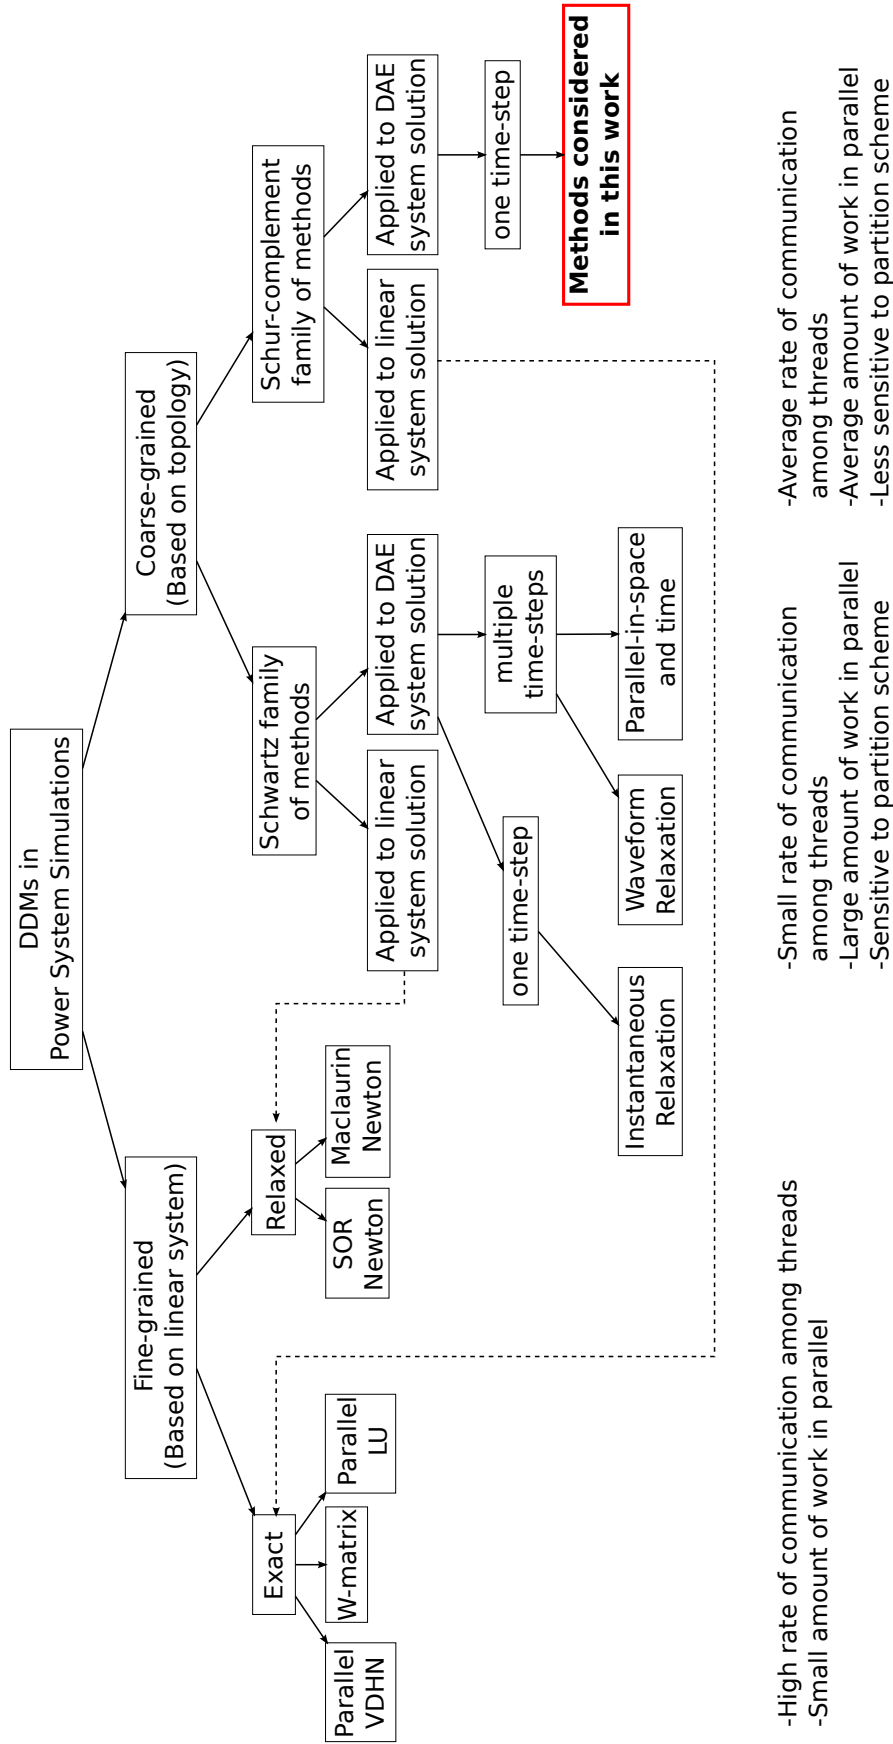 DDMs in
Power System Simulations
Fine-grained
(Based on linear system)
Coarse-grained
(Based on topology)
Exact
Relaxed
Schwartz family
of methods
Schur-complement
family of methods
Parallel
VDHN
W-matrix
Parallel
LU
SOR
Newton
Maclaurin
Newton
Applied to linear
system solution
Applied to DAE
system solution
Applied to linear
system solution
Applied to DAE
system solution
one time-step
multiple
time-steps
one time-step
Instantaneous
Relaxation
Waveform
Relaxation
Parallel-in-space
and time
Methods considered
in this work
-High rate of communication among threads
-Small amount of work in parallel
-Small rate of communication
among threads
-Large amount of work in parallel
-Sensitive to partition scheme
-Average rate of communication
among threads
-Average amount of work in parallel
-Less sensitive to partition scheme